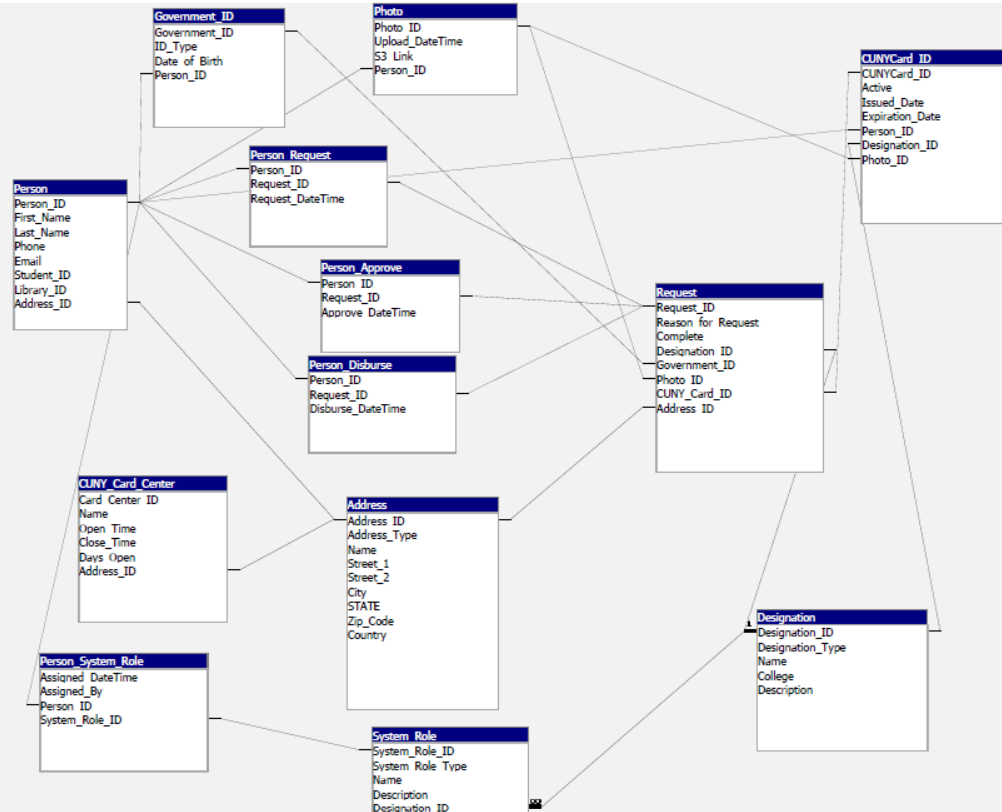 Government_ID
Government_ID
ID_Type
Date of Birth
Person_ID
Photo
Photo ID
Upload_DateTime
S3 Link
Person_ID
CUNYCard_ID
CUNYCard_ID
Active
Issued_Date
Expiration_Date
Person_ID
Designation_ID
Photo_ID
Person_Request
Person_ID
Request_ID
Request_DateTime
Person
Person_ID
First_Name
Last_Name
Phone
Email
Student_ID
Library_ID
Address_ID
Person_Approve
Person ID
Request_ID
Approve DateTime
Request
Request_ID
Reason for Request
Complete
Designation ID
Government_ID
Photo ID
CUNY_Card_ID
Address ID
Person_Disburse
Person_ID
Request_ID
Disburse_DateTime
CUNY_Card_Center
Card Center ID
Name
Open Time
Close_Time
Days Open
Address_ID
Address
Address ID
Address_Type
Name
Street_1
Street_2
City
STATE
Zip_Code
Country
Designation
Designation_ID
Designation_Type
Name
College
Description
Person_System_Role
Assigned DateTime
Assigned_By
Person ID
System_Role_ID
System Role
System_Role_ID
System Role Type
Name
Description
Designation ID